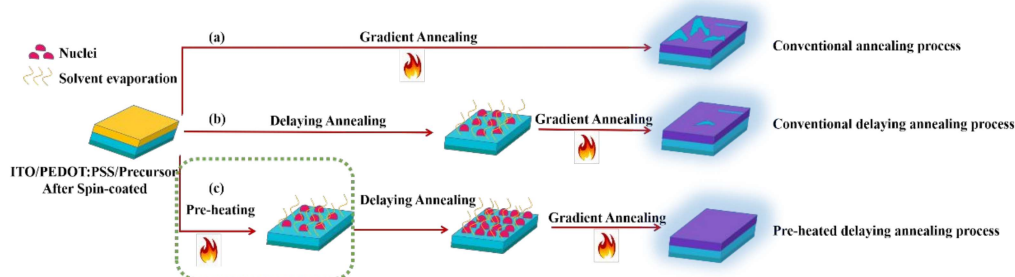 (a)
Gradient Annealing
Conventional annealing process
Nuclei
Solvent evaporation
(b)
Delaying Annealing
Gradient Annealing
Conventional delaying annealing process
ITO/PEDOT:PSS/Precursor
After Spin-coated
(c)
Pre-heating
Delaying Annealing
Gradient Annealing
Pre-heated delaying annealing process